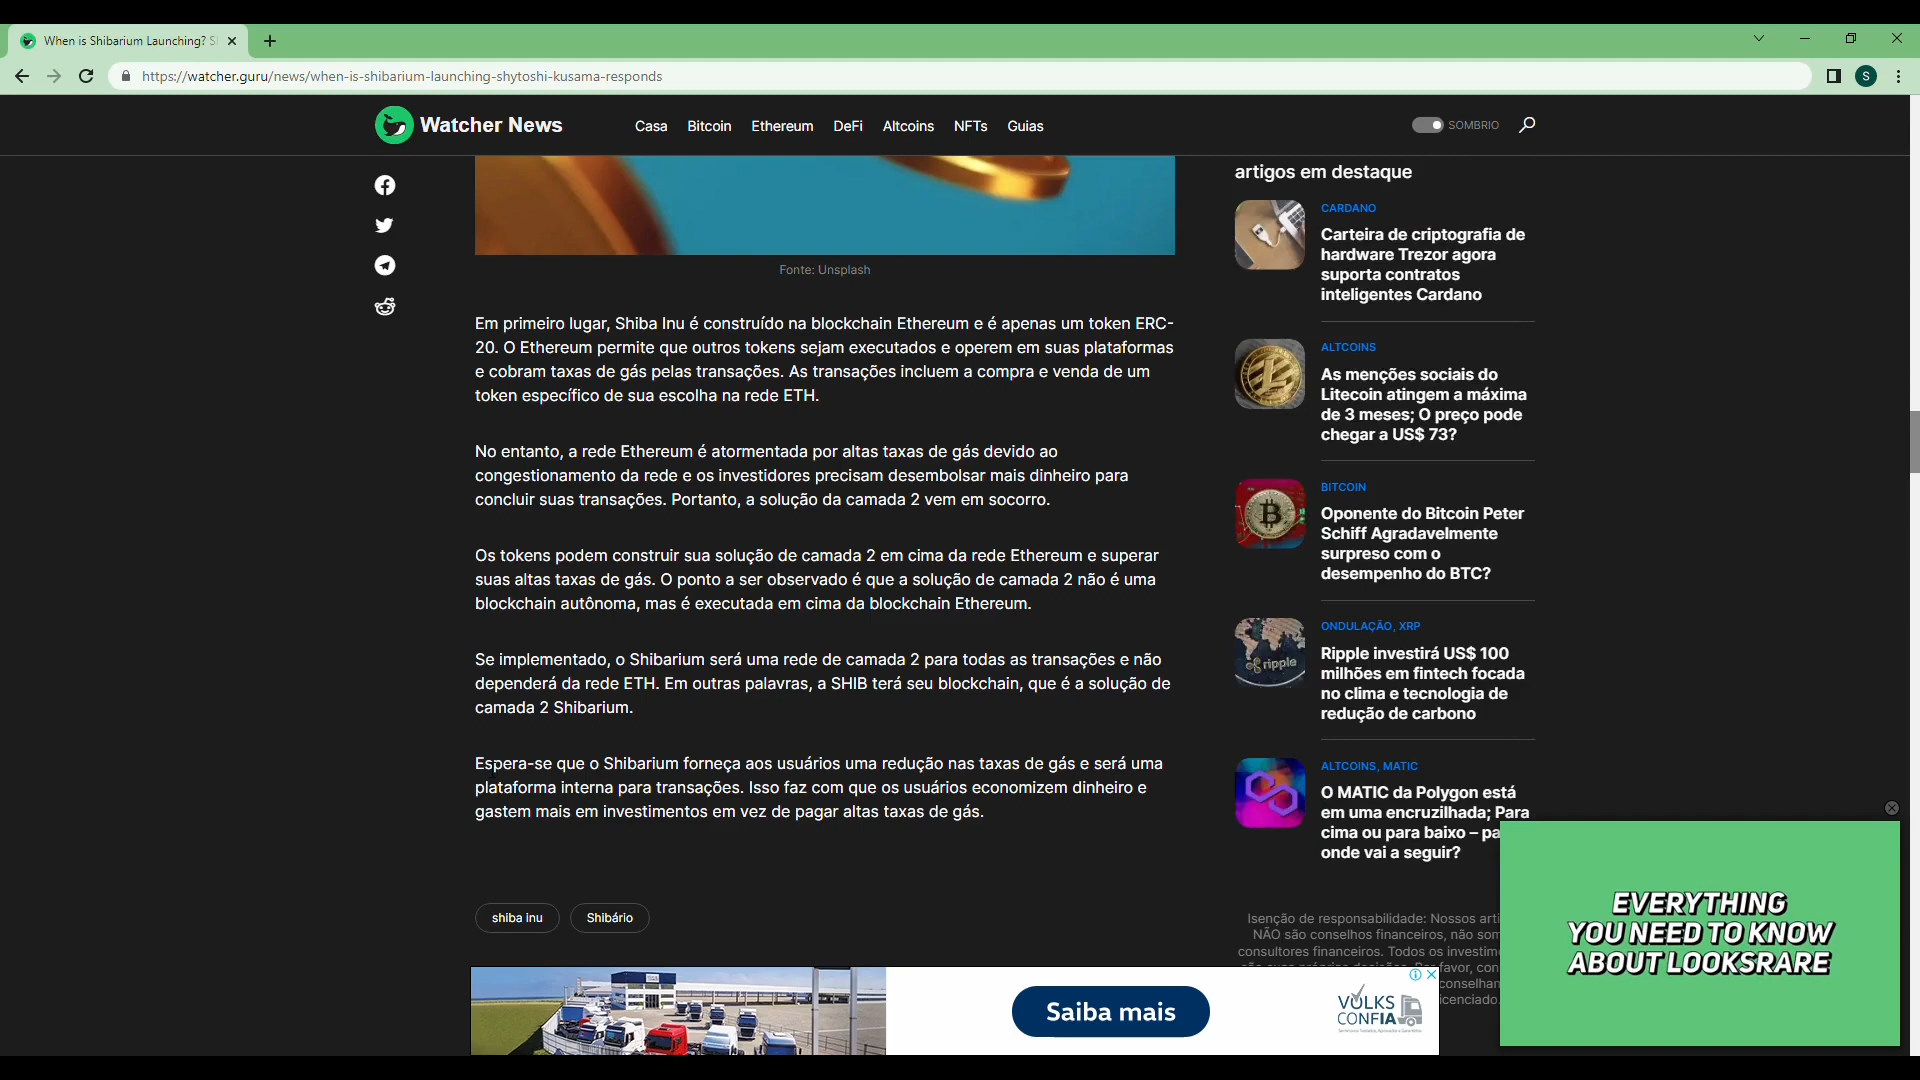 When is Shibarium Launching? S
https://watcher.guru/news/when-is-shibarium-launching-shytoshi-kusama-responds
S
Watcher News
Casa
Bitcoin
Ethereum
DeFi
Altcoins
NFTs
Guias
SOMBRIO
Fonte: Unsplash
Em primeiro lugar, Shiba Inu é construído na blockchain Ethereum e é apenas um token ERC-
20. O Ethereum permite que outros tokens sejam executados e operem em suas plataformas
e cobram taxas de gás pelas transações. As transações incluem a compra e venda de um
token específico de sua escolha na rede ETH.
No entanto, a rede Ethereum é atormentada por altas taxas de gás devido ao
congestionamento da rede e os investidores precisam desembolsar mais dinheiro para
concluir suas transações. Portanto, a solução da camada 2 vem em socorro.
Os tokens podem construir sua solução de camada 2 em cima da rede Ethereum e superar
suas altas taxas de gás. O ponto a ser observado é que a solução de camada 2 não é uma
blockchain autônoma, mas é executada em cima da blockchain Ethereum.
Se implementado, o Shibarium será uma rede de camada 2 para todas as transações e não
dependerá da rede ETH. Em outras palavras, a SHIB terá seu blockchain, que é a solução de
camada 2 Shibarium.
Espera-se que o Shibarium forneça aos usuários uma redução nas taxas de gás e será uma
plataforma interna para transações. Isso faz com que os usuários economizem dinheiro e
gastem mais em investimentos em vez de pagar altas taxas de gás.
shiba inu
Shibário
artigos em destaque
CARDANO
Carteira de criptografia de
hardware Trezor agora
suporta contratos
inteligentes Cardano
ALTCOINS
As menções sociais do
Litecoin atingem a máxima
de 3 meses; O preço pode
chegar a US$ 73?
BITCOIN
Oponente do Bitcoin Peter
Schiff Agradavelmente
surpreso com o
desempenho do BTC?
ONDULAÇÃO, XRP
ripple
Ripple investirá US$ 100
milhões em fintech focada
no clima e tecnologia de
redução de carbono
ALTCOINS, MATIC
O MATIC da Polygon está
em uma encruzilhada; Para
cima ou para baixo – pa
onde vai a seguir?
Isenção de responsabilidade: Nossos arti
NÃO são conselhos financeiros, não som
consultores financeiros. Todos os investime
favor, con
conselhan
icenciado.
EVERYTHING
YOU NEED TO KNOW
ABOUT LOOKSRARE
Saiba mais
VOLKS
CONFIA